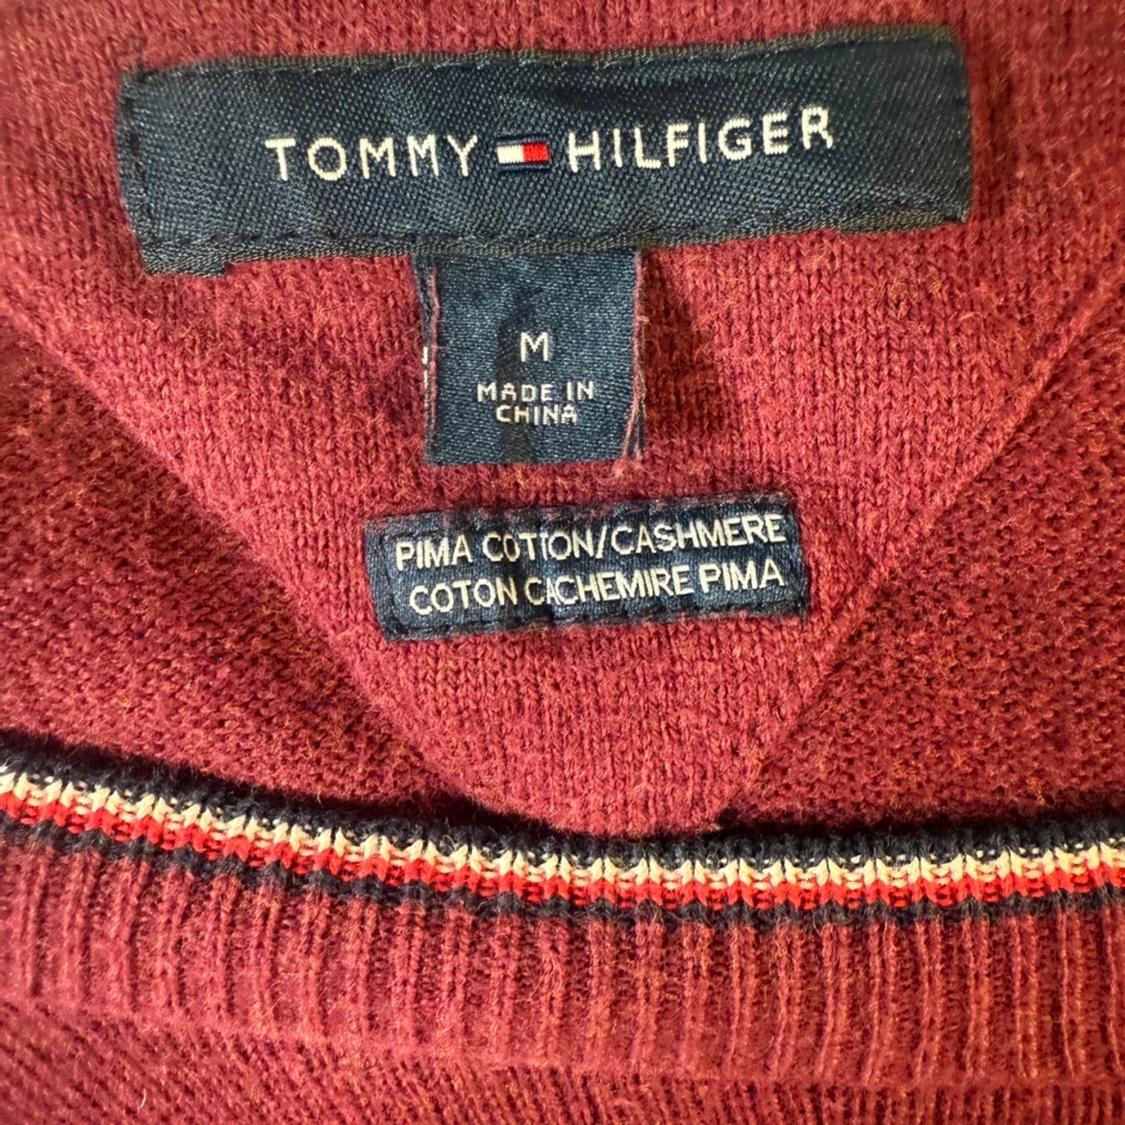 TOMMY HILFIGER
M
MADE IN
CHINA
PIMA COTTON/CASHMERE
COTON CACHEMIRE PIMA